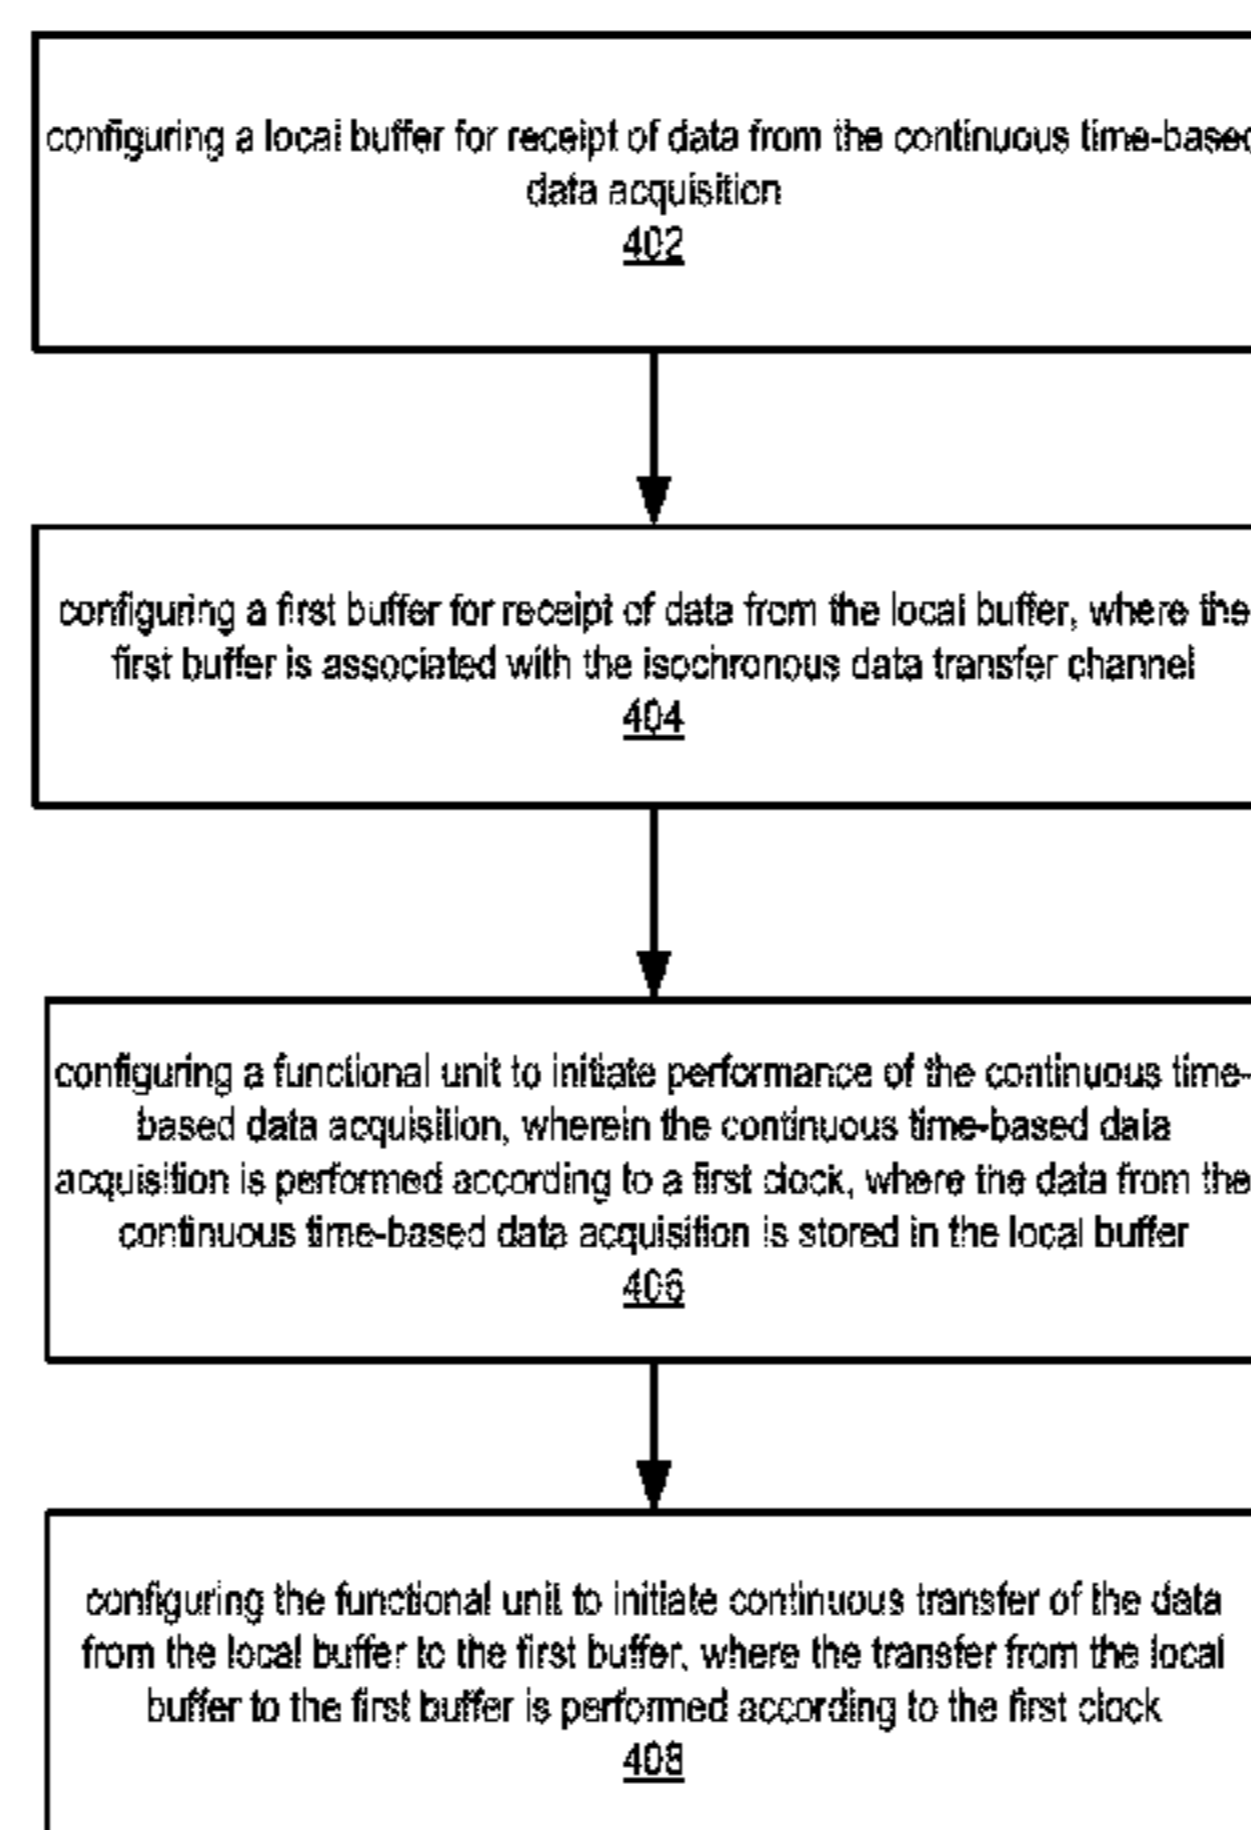 configuring a local buffer for receipt of data from the continuous time-based
data acquisition
402
configuring a first buffer for receipt of data from the local buffer, where the
first buffer is associated with the isochronous data transfer channel
404
configuring a functional unit to initiate performance of the continuous time-
based data acquisition, wherein the continuous time-based data
acquisition is performed according to a first clock, where the data from the
continuous time-based data acquisition is stored in the local buffer
406
configuring the functional unit to initiate continuous transfer of the data
from the local buffer to the first buffer, where the transfer from the local
buffer to the first buffer is performed according to the first clock
408